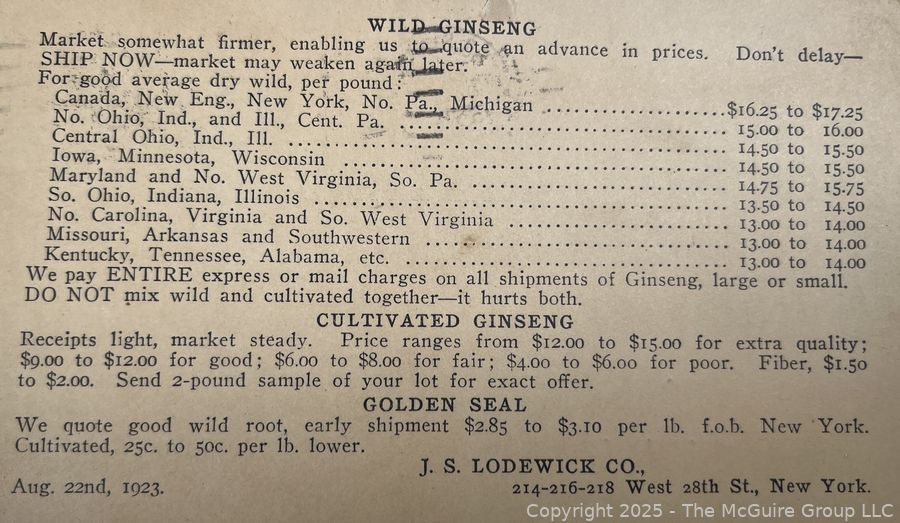 WILD GINSENG
Market somewhat firmer, enabling us to quote an advance in prices. Don't delay—
SHIP NOW—market may weaken again later.
For good average dry wild, per pound:
Canada, New Eng., New York, No. Pa., Michigan ........................$16.25 to $17.25
No. Ohio, Ind., and Ill., Cent. Pa. ............................................. 15.00 to 16.00
Central Ohio, Ind., Ill. ............................................................ 14.50 to 15.50
Iowa, Minnesota, Wisconsin ..................................................... 14.50 to 15.50
Maryland and No. West Virginia, So. Pa. ................................... 14.75 to 15.75
So. Ohio, Indiana, Illinois ........................................................ 13.50 to 14.50
No. Carolina, Virginia and So. West Virginia .............................. 13.00 to 14.00
Missouri, Arkansas and Southwestern ........................................ 13.00 to 14.00
Kentucky, Tennessee, Alabama, etc. .......................................... 13.00 to 14.00
We pay ENTIRE express or mail charges on all shipments of Ginseng, large or small.
DO NOT mix wild and cultivated together—it hurts both.
CULTIVATED GINSENG
Receipts light, market steady. Price ranges from $12.00 to $15.00 for extra quality;
$9.00 to $12.00 for good; $6.00 to $8.00 for fair; $4.00 to $6.00 for poor. Fiber, $1.50
to $2.00. Send 2-pound sample of your lot for exact offer.
GOLDEN SEAL
We quote good wild root, early shipment $2.85 to $3.10 per lb. f.o.b. New York.
Cultivated, 25c. to 50c. per lb. lower.
J. S. LODEWICK CO.,
Aug. 22nd, 1923. 214-216-218 West 28th St., New York.
Copyright 2025 - The McGuire Group LLC